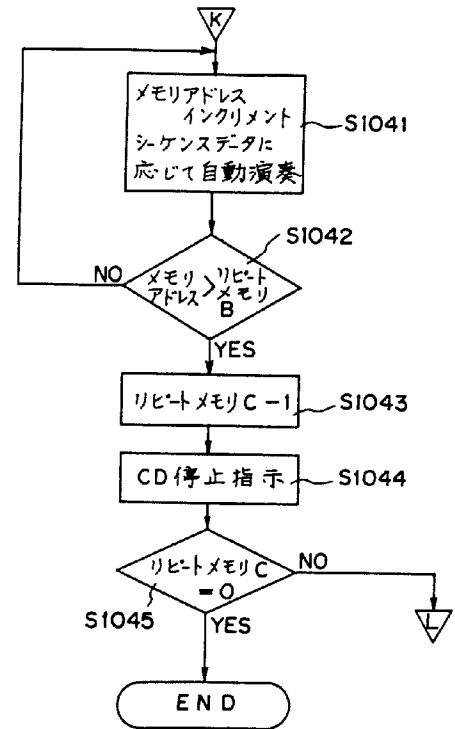 K
メモリアドレス
インクリメント
シーケンスデータに
応じて自動演奏
S1041
S1042
NO
メモリ
アドレス
>
リピート
メモリ
B
YES
リピートメモリC-1
S1043
CD停止指示
S1044
リピートメモリC
=0
NO
S1045
YES
L
END